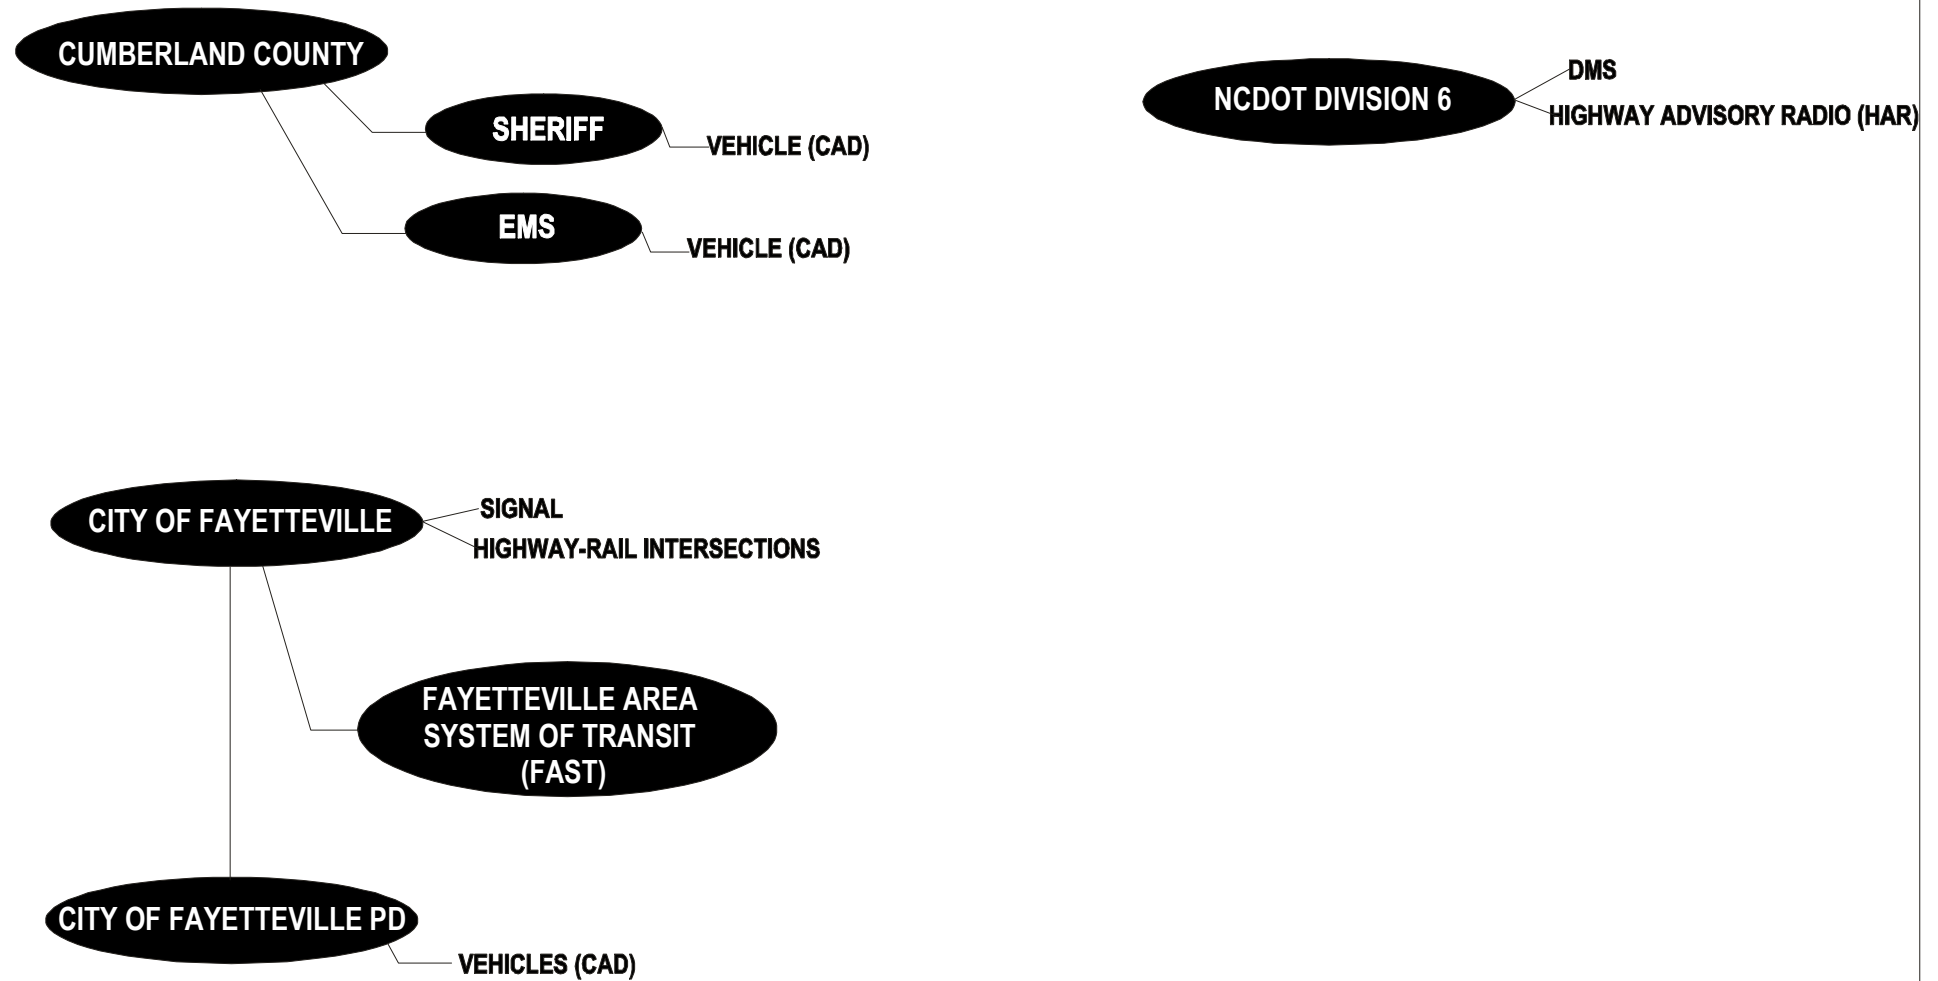 CUMBERLAND COUNTY
SHERIFF
VEHICLE (CAD)
EMS
VEHICLE (CAD)
NCDOT DIVISION 6
DMS
HIGHWAY ADVISORY RADIO (HAR)
CITY OF FAYETTEVILLE
SIGNAL
HIGHWAY-RAIL INTERSECTIONS
FAYETTEVILLE AREA
SYSTEM OF TRANSIT
(FAST)
CITY OF FAYETTEVILLE PD
VEHICLES (CAD)